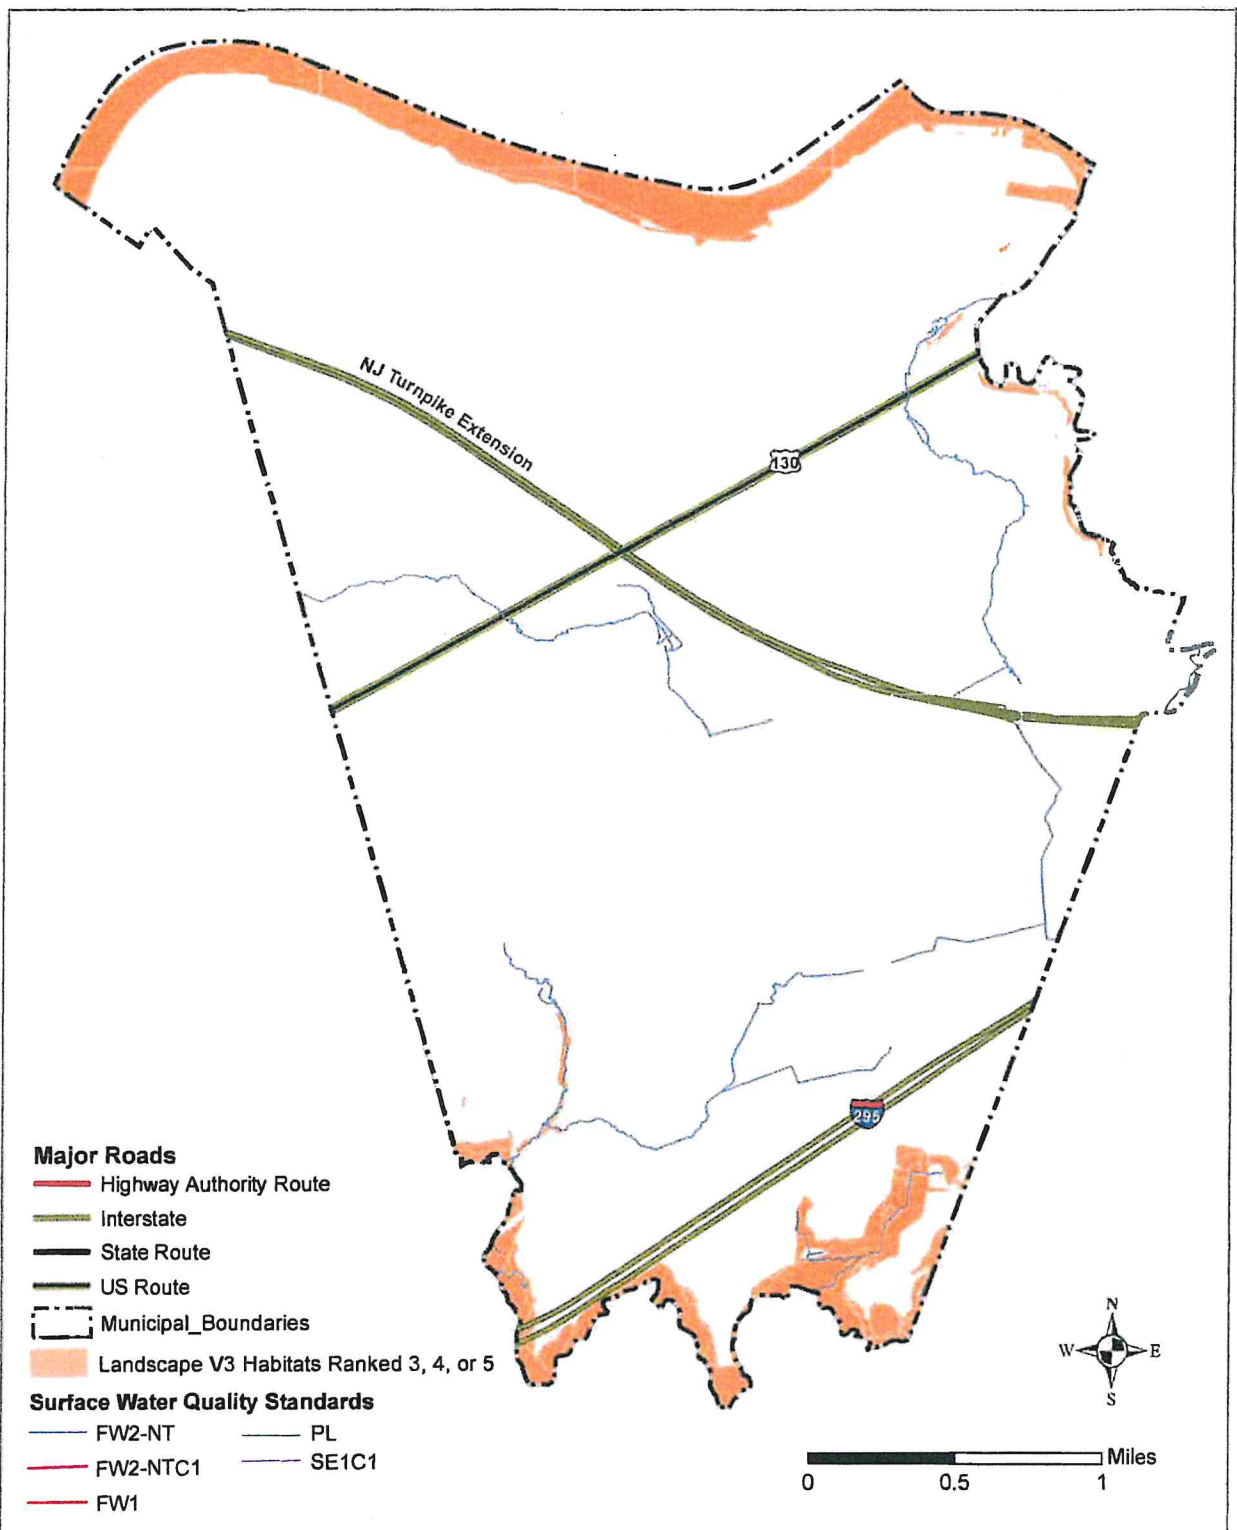 NJ Turnpike Extension
130
295
Major Roads
Highway Authority Route
Interstate
State Route
US Route
Municipal_Boundaries
Landscape V3 Habitats Ranked 3, 4, or 5
Surface Water Quality Standards
FW2-NT
PL
FW2-NTC1
SE1C1
FW1
N
W
E
S
Miles
0
0.5
1